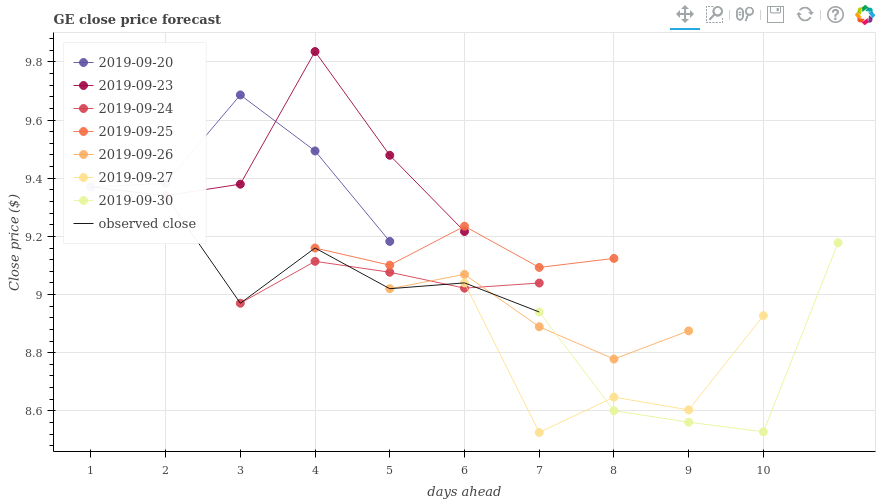 GE close price forecast
2019-09-20
2019-09-23
2019-09-24
2019-09-25
2019-09-26
2019-09-27
2019-09-30
observed close
Close price ($)
9.8
9.6
9.4
9.2
9
8.8
8.6
1 2 3 4 5 6 7 8 9 10
days ahead